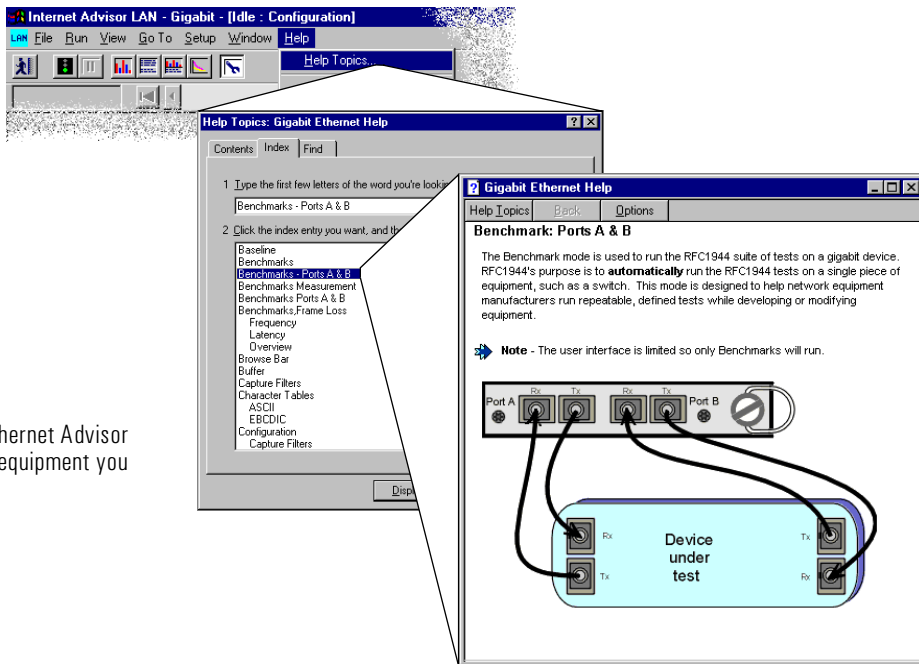 Internet Advisor LAN - Gigabit - [Idle : Configuration]
LAN File Run View Go To Setup Window Help
Help Topics...
Help Topics: Gigabit Ethernet Help
Contents Index Find
1 Type the first few letters of the word you're
Benchmarks - Ports A & B
2 Click the index entry you want, and
Baseline
Benchmarks
Benchmarks - Ports A & B
Benchmarks Measurement
Benchmarks Ports A & B
Benchmarks,Frame Loss
Frequency
Latency
Overview
Browse Bar
Buffer
Capture Filters
Character Tables
ASCII
EBCDIC
Configuration
Capture Filters
Gigabit Ethernet Help
Help Topics Back Options
Benchmark: Ports A & B
The Benchmark mode is used to run the RFC1944 suite of tests on a gigabit device.
RFC1944's purpose is to automatically run the RFC1944 tests on a single piece of
equipment, such as a switch. This mode is designed to help network equipment
manufacturers run repeatable, defined tests while developing or modifying
equipment.
Note - The user interface is limited so only Benchmarks will run.
Port A Rx Tx Rx Tx Port B
Rx Device Tx
under
Tx test Rx
hernet Advisor
equipment you